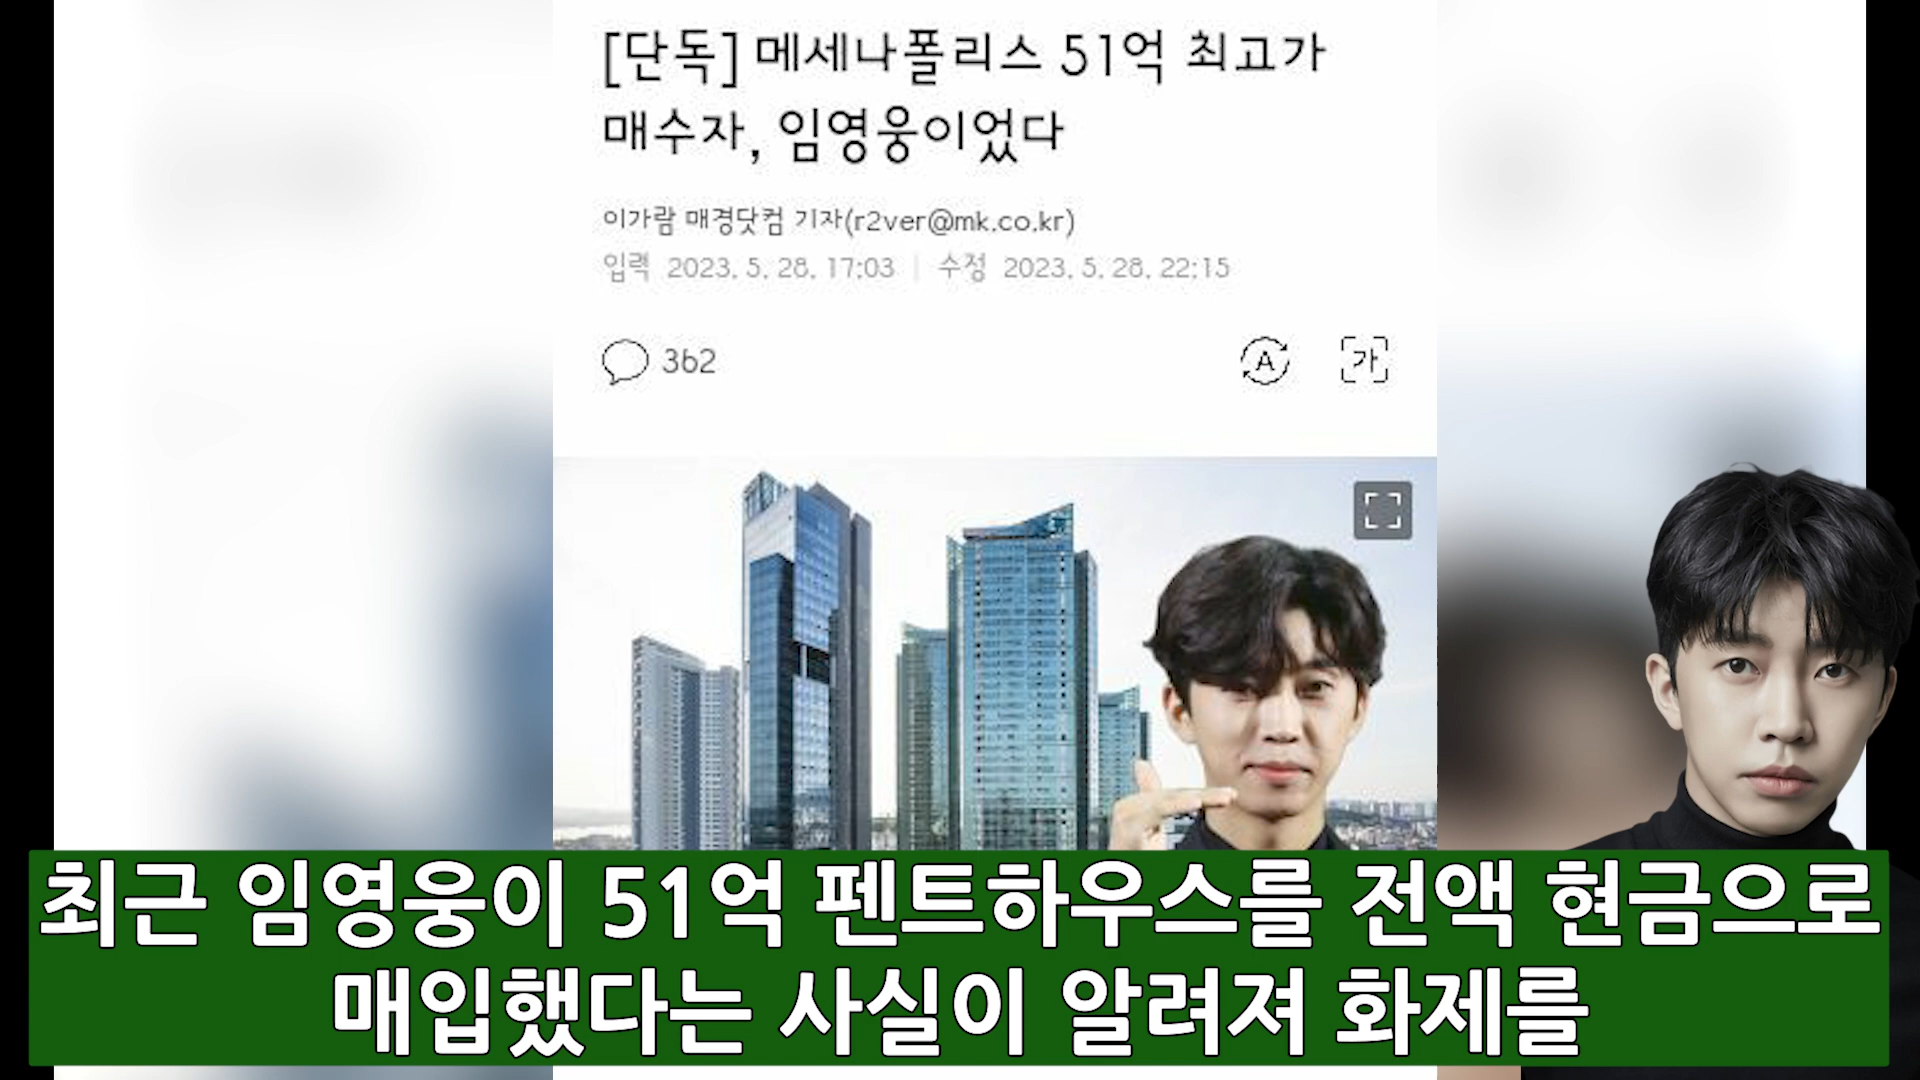 [단독] 메세나폴리스 51억 최고가
매수자, 임영웅이었다
이가람 매경닷컴 기자(r2ver@mk.co.kr)
입력 2023. 5. 28. 17:03 | 수정 2023. 5. 28. 22:15
362
A
가
최근 임영웅이 51억 펜트하우스를 전액 현금으로
매입했다는 사실이 알려져 화제를